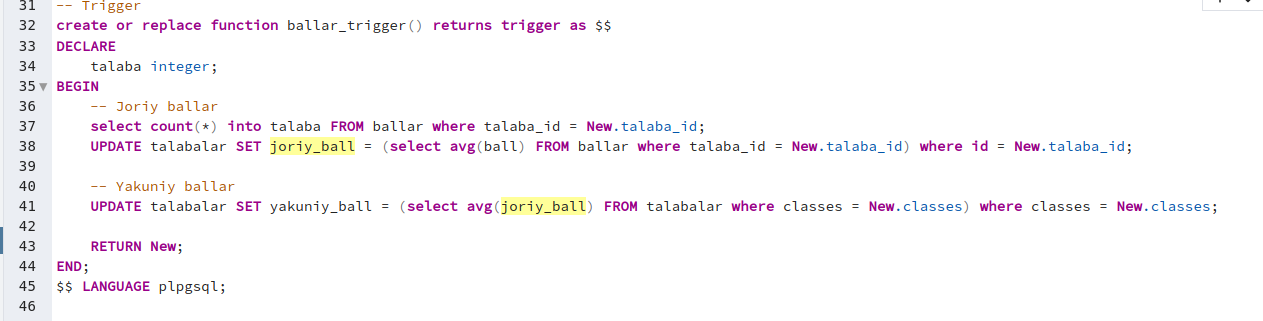 31 -- Trigger
32 create or replace function ballar_trigger() returns trigger as $$
33 DECLARE
34     talaba integer;
35 BEGIN
36     -- Joriy ballar
37     select count(*) into talaba FROM ballar where talaba_id = New.talaba_id;
38     UPDATE talabalar SET joriy_ball = (select avg(ball) FROM ballar where talaba_id = New.talaba_id) where id = New.talaba_id;
39
40     -- Yakuniy ballar
41     UPDATE talabalar SET yakuniy_ball = (select avg(joriy_ball) FROM talabalar where classes = New.classes) where classes = New.classes;
42
43     RETURN New;
44 END;
45 $$ LANGUAGE plpgsql;
46